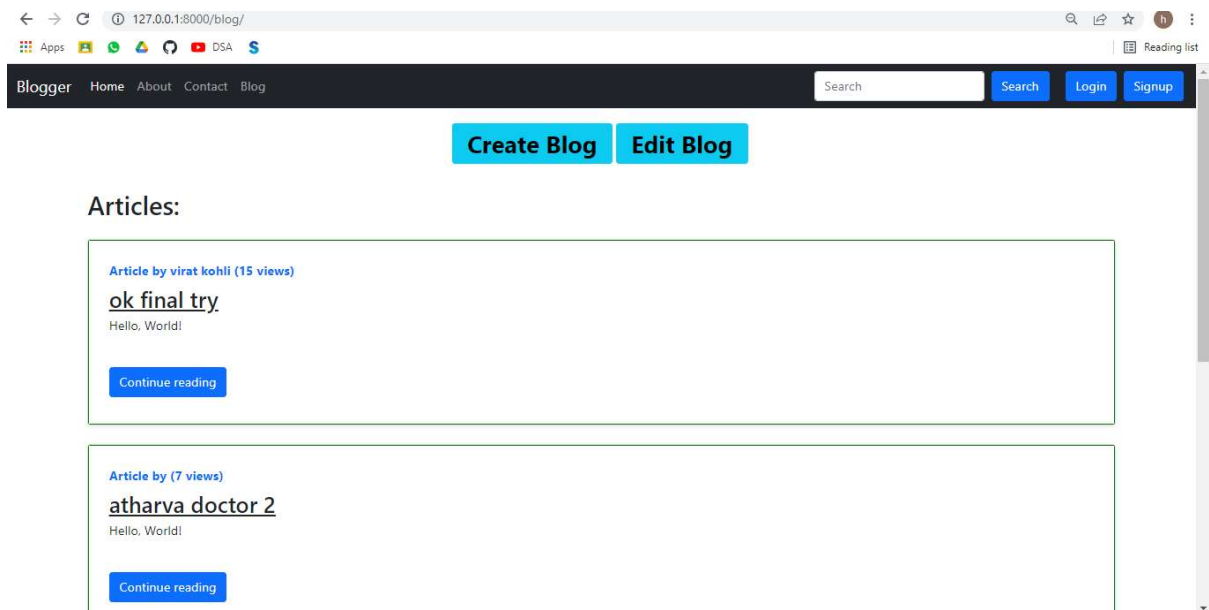 127.0.0.1:8000/blog/
h
Apps DSA S Reading list
Blogger Home About Contact Blog Search Search Login Signup
Create Blog Edit Blog
Articles:
Article by virat kohli (15 views)
ok final try
Hello, World!
Continue reading
Article by (7 views)
atharva doctor 2
Hello, World!
Continue reading